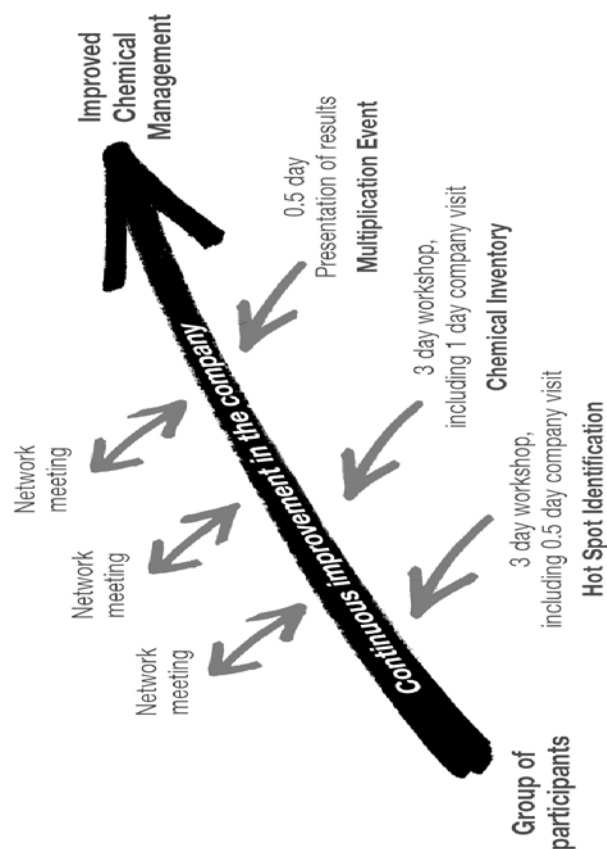 Improved
Chemical
Management
Network
meeting
Network
meeting
Network
meeting
Continuous improvement in the company
0.5 day
Presentation of results
Multiplication Event
3 day workshop,
including 1 day company visit
Chemical Inventory
3 day workshop,
including 0.5 day company visit
Hot Spot Identification
Group of
participants